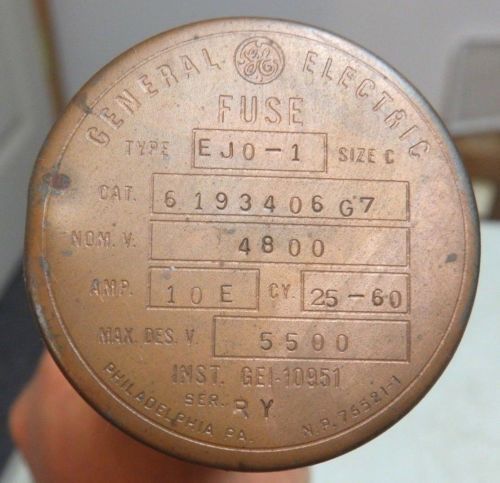 GENERAL GE ELECTRIC
FUSE
TYPE EJO-1 SIZE C
CAT. 6193406G7
NOM. V. 4800
AMP. 10E CY. 25-60
MAX. DES. V. 5500
INST. GEI-10951
SER. RY
PHILADELPHIA PA. N.P. 76521-1